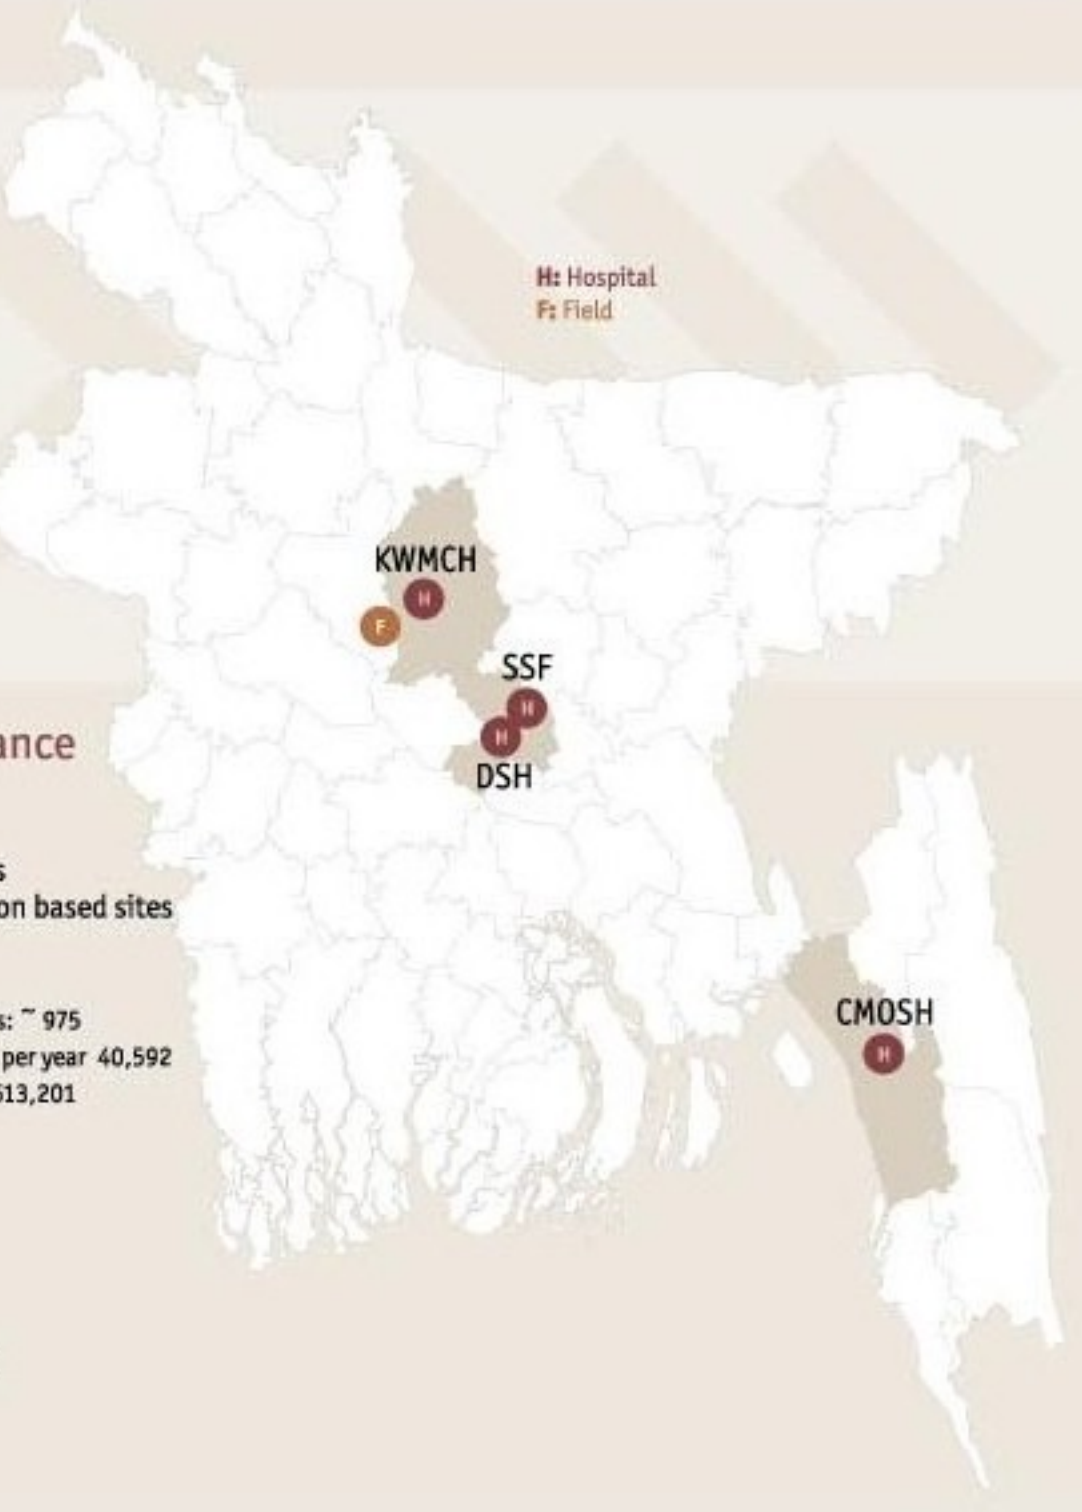 H: Hospital
F: Field
KWMCH
H
F
SSF
H
H
DSH
ance
s
on based sites
s: ~ 975
per year 40,592
513,201
CMOSH
H